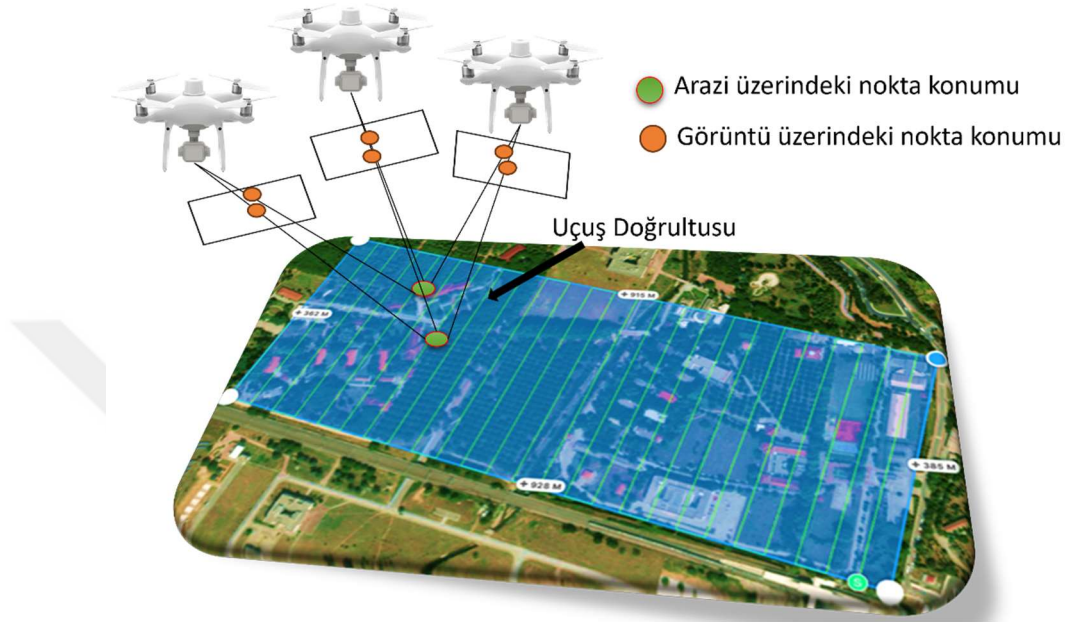 Arazi üzerindeki nokta konumu
Görüntü üzerindeki nokta konumu
Uçuş Doğrultusu
+ 915 M
+ 382 M
+ 385 M
+ 928 M
S